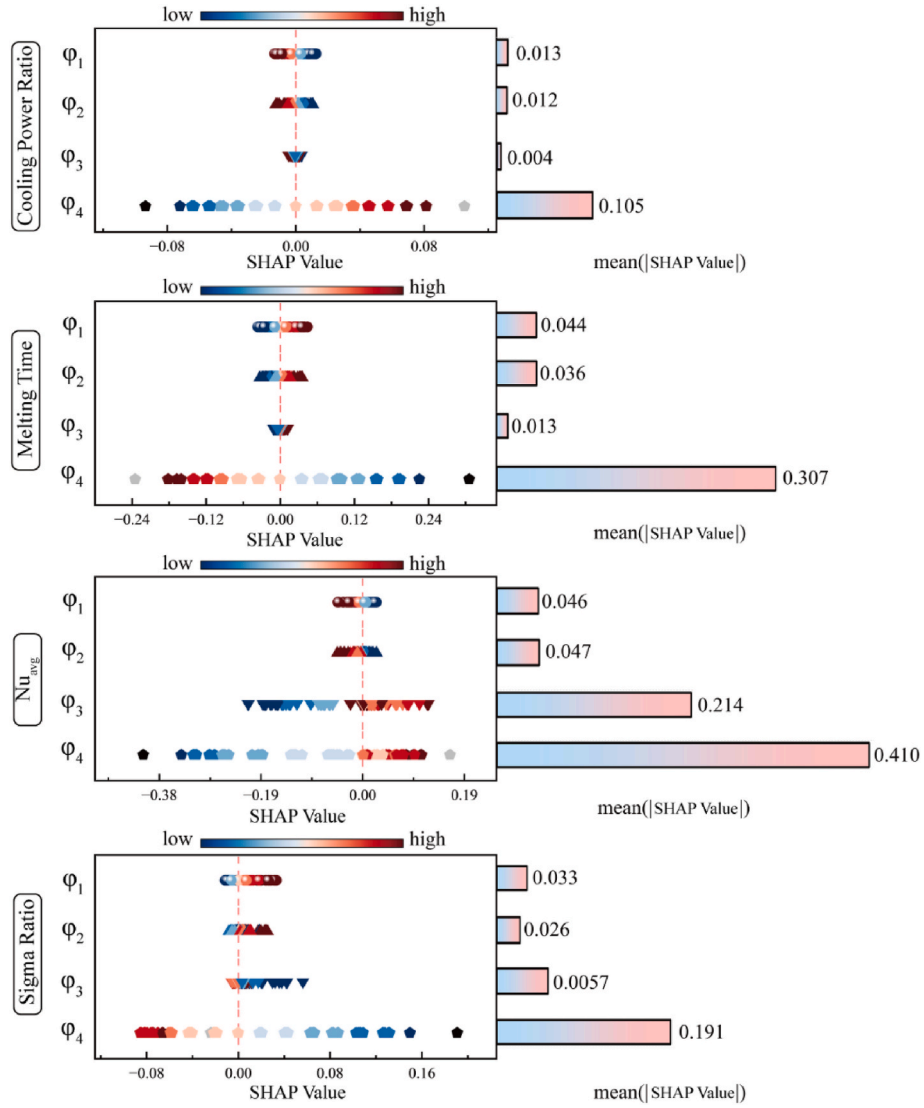 low high
Cooling Power Ratio
φ1 0.013
φ2 0.012
φ3 0.004
φ4 0.105
−0.08 0.00 0.08
SHAP Value mean(|SHAP Value|)
low high
Melting Time
φ1 0.044
φ2 0.036
φ3 0.013
φ4 0.307
−0.24 −0.12 0.00 0.12 0.24
SHAP Value mean(|SHAP Value|)
low high
Nuavg
φ1 0.046
φ2 0.047
φ3 0.214
φ4 0.410
−0.38 −0.19 0.00 0.19
SHAP Value mean(|SHAP Value|)
low high
Sigma Ratio
φ1 0.033
φ2 0.026
φ3 0.0057
φ4 0.191
−0.08 0.00 0.08 0.16
SHAP Value mean(|SHAP Value|)